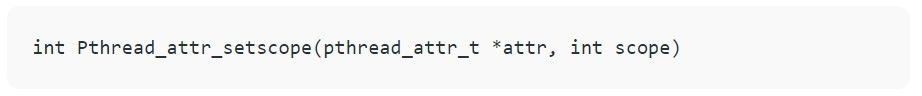 int Pthread_attr_setscope(pthread_attr_t *attr, int scope)